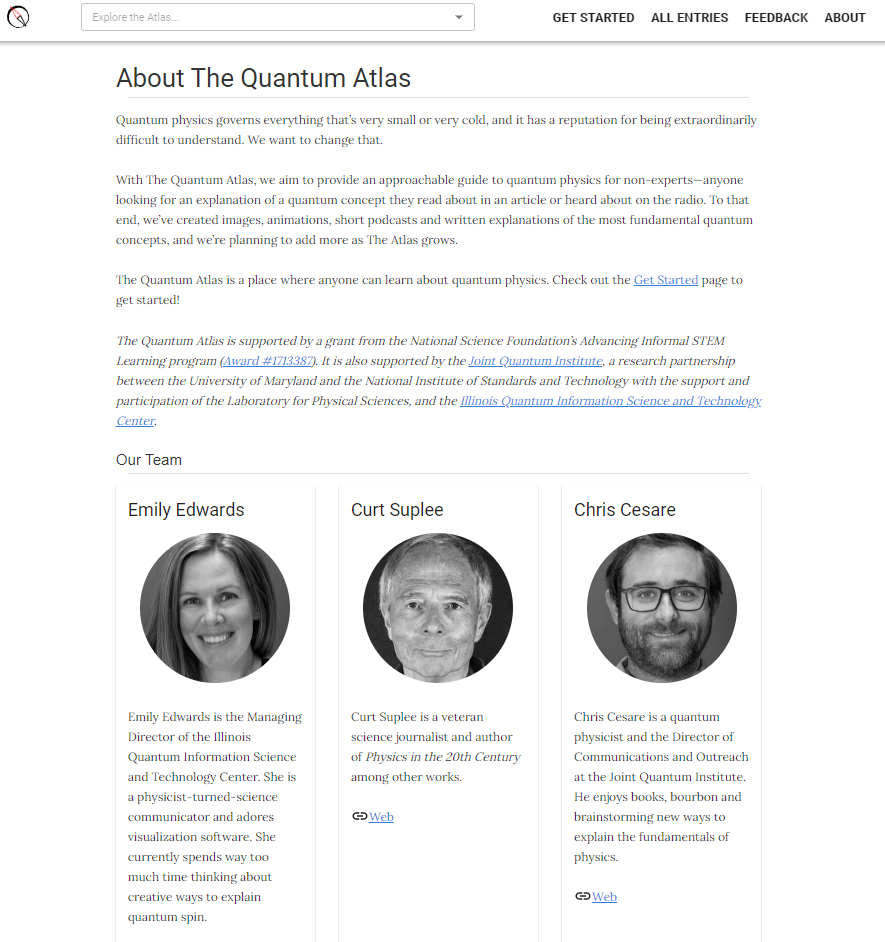 Explore the Atlas...
GET STARTED
ALL ENTRIES
FEEDBACK
ABOUT
About The Quantum Atlas
Quantum physics governs everything that’s very small or very cold, and it has a reputation for being extraordinarily
difficult to understand. We want to change that.
With The Quantum Atlas, we aim to provide an approachable guide to quantum physics for non-experts—anyone
looking for an explanation of a quantum concept they read about in an article or heard about on the radio. To that
end, we’ve created images, animations, short podcasts and written explanations of the most fundamental quantum
concepts, and we’re planning to add more as The Atlas grows.
The Quantum Atlas is a place where anyone can learn about quantum physics. Check out the Get Started page to
get started!
The Quantum Atlas is supported by a grant from the National Science Foundation’s Advancing Informal STEM
Learning program (Award #1713387). It is also supported by the Joint Quantum Institute, a research partnership
between the University of Maryland and the National Institute of Standards and Technology with the support and
participation of the Laboratory for Physical Sciences, and the Illinois Quantum Information Science and Technology
Center.
Our Team
Emily Edwards
Emily Edwards is the Managing
Director of the Illinois
Quantum Information Science
and Technology Center. She is
a physicist-turned-science
communicator and adores
visualization software. She
currently spends way too
much time thinking about
creative ways to explain
quantum spin.
Curt Suplee
Curt Suplee is a veteran
science journalist and author
of Physics in the 20th Century
among other works.
Web
Chris Cesare
Chris Cesare is a quantum
physicist and the Director of
Communications and Outreach
at the Joint Quantum Institute.
He enjoys books, bourbon and
brainstorming new ways to
explain the fundamentals of
physics.
Web